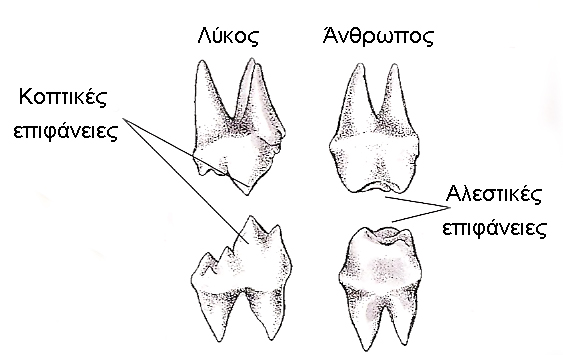 Λύκος
Άνθρωπος
Κοπτικές
επιφάνειες
Αλεστικές
επιφάνειες